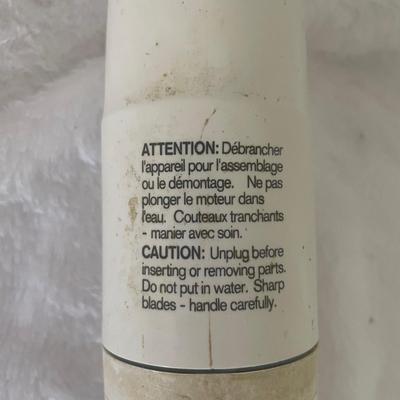 ATTENTION: Débrancher
l'appareil pour l'assemblage
ou le démontage. Ne pas
plonger le moteur dans
l'eau. Couteaux tranchants
- manier avec soin.
CAUTION: Unplug before
inserting or removing parts.
Do not put in water. Sharp
blades - handle carefully.